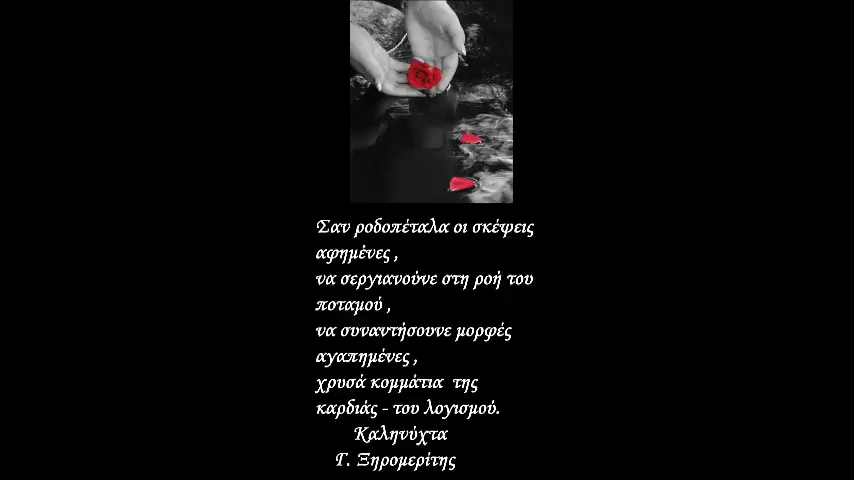 Σαν ροδοπέταλα οι σκέψεις
αφημένες ,
να σεργιανούνε στη ροή του
ποταμού ,
να συναντήσουνε μορφές
αγαπημένες ,
χρυσά κομμάτια  της
καρδιάς - του λογισμού.
Καληνύχτα
Γ. Ξηρομερίτης